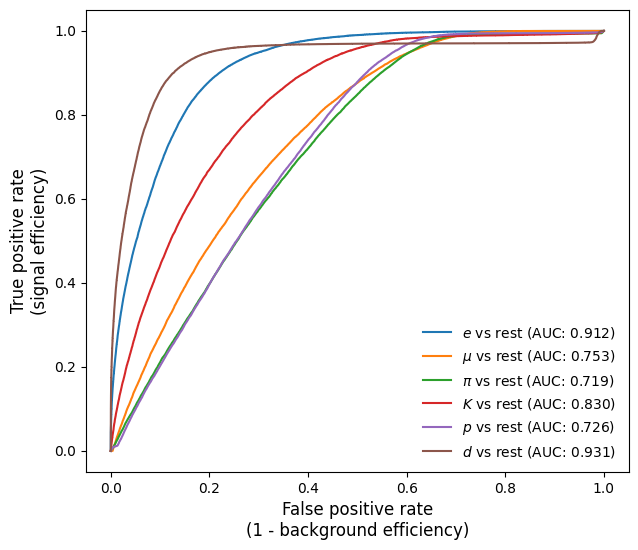 True positive rate
(signal efficiency)
1.0
0.8
0.6
0.4
0.2
0.0
e vs rest (AUC: 0.912)
μ vs rest (AUC: 0.753)
π vs rest (AUC: 0.719)
K vs rest (AUC: 0.830)
p vs rest (AUC: 0.726)
d vs rest (AUC: 0.931)
0.0 0.2 0.4 0.6 0.8 1.0
False positive rate
(1 - background efficiency)